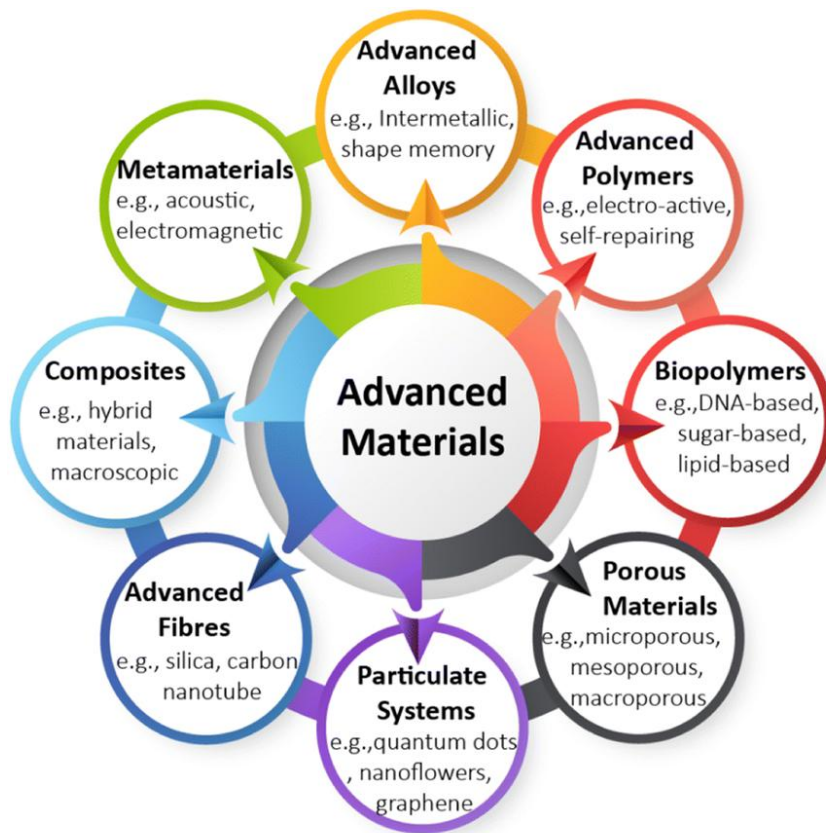 Advanced
Alloys
e.g., Intermetallic,
shape memory
Advanced
Polymers
e.g.,electro-active,
self-repairing
Biopolymers
e.g.,DNA-based,
sugar-based,
lipid-based
Porous
Materials
e.g.,microporous,
mesoporous,
macroporous
Particulate
Systems
e.g.,quantum dots
, nanoflowers,
graphene
Advanced
Fibres
e.g., silica, carbon
nanotube
Composites
e.g., hybrid
materials,
macroscopic
Metamaterials
e.g., acoustic,
electromagnetic
Advanced
Materials